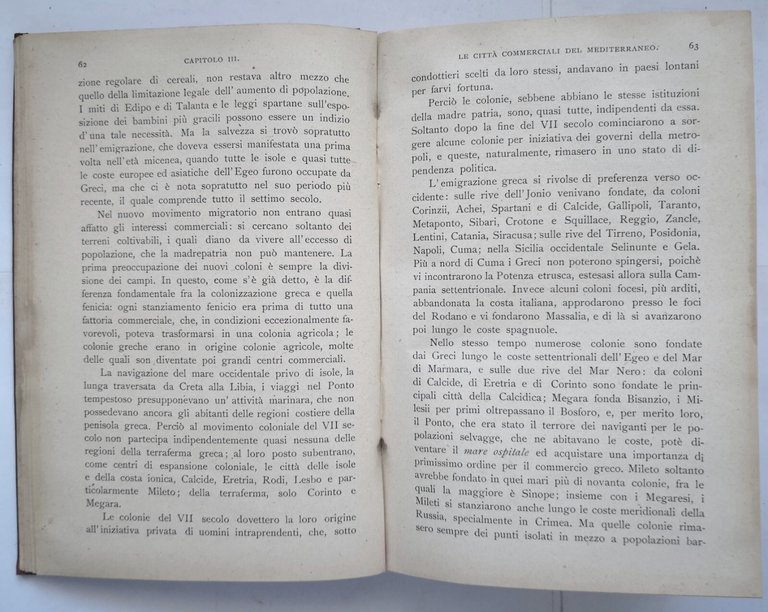 62
CAPITOLO III.
zione regolare di cereali, non restava altro mezzo che
quello della limitazione legale dell' aumento di popolazione.
I miti di Edipo e di Talanta e le leggi spartane sull'espo-
sizione dei bambini più gracili possono essere un indizio
d'una tale necessità. Ma la salvezza si trovò sopratutto
nell'emigrazione, che doveva essersi manifestata una prima
volta nell'età micenea, quando tutte le isole e quasi tutte
le coste europee ed asiatiche dell'Egeo furono occupate da
Greci, ma che ci è nota sopratutto nel suo periodo più
recente, il quale comprende tutto il settimo secolo.
Nel nuovo movimento migratorio non entrano quasi
affatto gli interessi commerciali: si cercano soltanto dei
terreni coltivabili, i quali diano da vivere all'eccesso di
popolazione, che la madrepatria non può mantenere. La
prima preoccupazione dei nuovi coloni è sempre la divi-
sione dei campi. In questo, come s'è già detto, è la dif-
ferenza fondamentale fra la colonizzazione greca e quella
fenicia: ogni stanziamento fenicio era prima di tutto una
fattoria commerciale, che, in condizioni eccezionalmente fa-
vorevoli, poteva trasformarsi in una colonia agricola; le
colonie greche erano in origine colonie agricole, molte
delle quali son diventate poi grandi centri commerciali.
La navigazione del mare occidentale privo di isole, la
lunga traversata da Creta alla Libia, i viaggi nel Ponto
tempestoso presupponevano un' attività marinara, che non
possedevano ancora gli abitanti delle regioni costiere della
penisola greca. Perciò al movimento coloniale del VII se-
colo non partecipa indipendentemente quasi nessuna delle
regioni della terraferma greca; al loro posto subentrano,
come centri di espansione coloniale, le città delle isole
e della costa ionica, Calcide, Eretria, Rodi, Lesbo e par-
ticolarmente Mileto; della terraferma, solo Corinto e
Megara.
Le colonie del VII secolo dovettero la loro origine
all'iniziativa privata di uomini intraprendenti, che, sotto
LE CITTÀ COMMERCIALI DEL MEDITERRANEO.
63
condottieri scelti da loro stessi, andavano in paesi lontani
per farvi fortuna.
Perciò le colonie, sebbene abbiano le stesse istituzioni
della madre patria, sono, quasi tutte, indipendenti da essa.
Soltanto dopo la fine del VII secolo cominciarono a sor-
gere alcune colonie per iniziativa dei governi della metro-
poli, e queste, naturalmente, rimasero in uno stato di di-
pendenza politica.
L'emigrazione greca si rivolse di preferenza verso oc-
cidente: sulle rive dell'Jonio venivano fondate, da coloni
Corinzii, Achei, Spartani e di Calcide, Gallipoli, Taranto,
Metaponto, Sibari, Crotone e Squillace, Reggio, Zancle,
Lentini, Catania, Siracusa; sulle rive del Tirreno, Posidonia,
Napoli, Cuma; nella Sicilia occidentale Selinunte e Gela.
Più a nord di Cuma i Greci non poterono spingersi, poichè
vi incontrarono la Potenza etrusca, estesasi allora sulla Cam-
pania settentrionale. Invece alcuni coloni focesi, più arditi,
abbandonata la costa italiana, approdarono presso le foci
del Rodano e vi fondarono Massalia, e di là si avanzarono
poi lungo le coste spagnuole.
Nello stesso tempo numerose colonie sono fondate
dai Greci lungo le coste settentrionali dell'Egeo e del Mar
di Marmara, e sulle due rive del Mar Nero: da coloni
di Calcide, di Eretria e di Corinto sono fondate le prin-
cipali città della Calcidica; Megara fonda Bisanzio, i Mi-
lesii per primi oltrepassano il Bosforo, e, per merito loro,
il Ponto, che era stato il terrore dei naviganti per le po-
polazioni selvagge, che ne abitavano le coste, potè di-
ventare il mare ospitale ed acquistare una importanza di
primissimo ordine per il commercio greco. Mileto soltanto
avrebbe fondato in quei mari più di novanta colonie, fra le
quali la maggiore è Sinope; insieme con i Megaresi, i
Mileti si stanziarono anche lungo le coste meridionali della
Russia, specialmente in Crimea. Ma quelle colonie rima-
sero sempre dei punti isolati in mezzo a popolazioni bar-